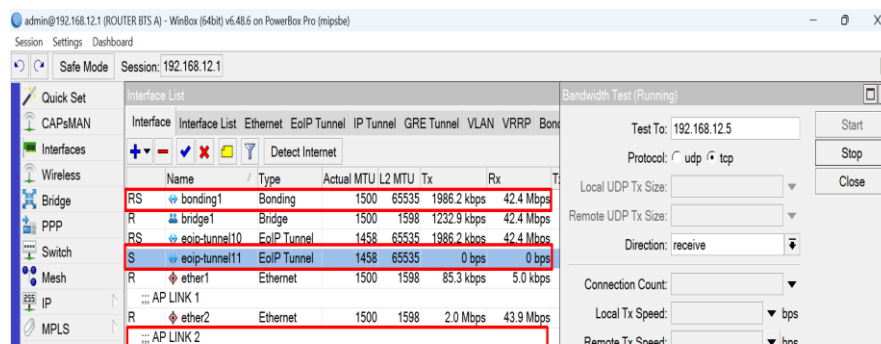 admin@192.168.12.1 (ROUTER BTS A) - WinBox (64bit) v6.48.6 on PowerBox Pro (mipsbe)
Session Settings Dashboard
Safe Mode Session: 192.168.12.1
Quick Set
CAPsMAN
Interfaces
Wireless
Bridge
PPP
Switch
Mesh
IP
MPLS
Interface List
Interface Interface List Ethernet EoIP Tunnel IP Tunnel GRE Tunnel VLAN VRRP Bond
Detect Internet
Name Type Actual MTU L2 MTU Tx Rx
RS bonding1 Bonding 1500 65535 1986.2 kbps 42.4 Mbps
R bridge1 Bridge 1500 1598 1232.9 kbps 42.4 Mbps
RS eoip-tunnel10 EoIP Tunnel 1458 65535 1986.2 kbps 42.4 Mbps
S eoip-tunnel11 EoIP Tunnel 1458 65535 0 bps 0 bps
R ether1 Ethernet 1500 1598 85.3 kbps 5.0 kbps
;;; AP LINK 1
R ether2 Ethernet 1500 1598 2.0 Mbps 43.9 Mbps
;;; AP LINK 2
Bandwidth Test (Running)
Test To: 192.168.12.5
Protocol: udp tcp
Local UDP Tx Size:
Remote UDP Tx Size:
Direction: receive
Connection Count:
Local Tx Speed: bps
Remote Tx Speed: bps
Start
Stop
Close